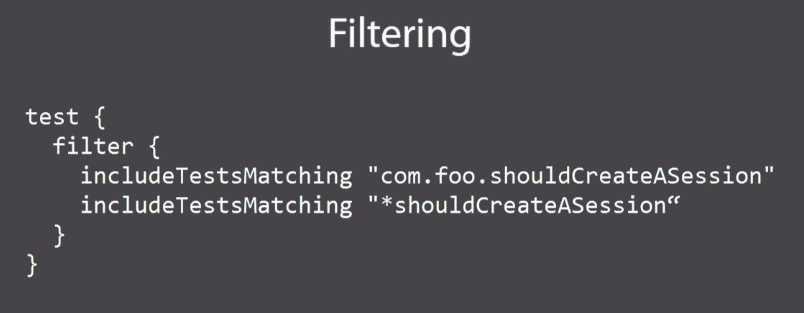 Filtering
test {
  filter {
    includeTestsMatching "com.foo.shouldCreateASession"
    includeTestsMatching "*shouldCreateASession“
  }
}